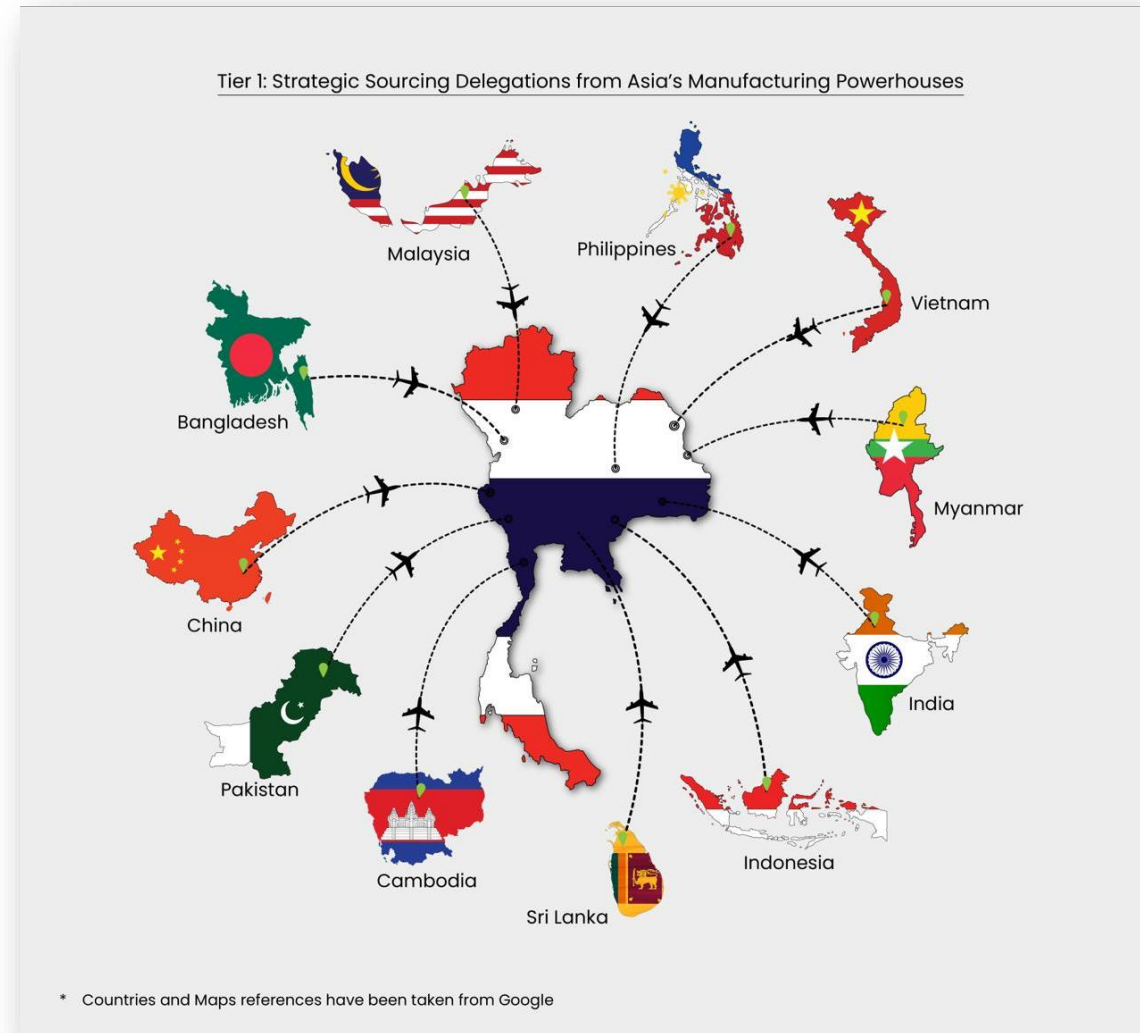 Tier 1: Strategic Sourcing Delegations from Asia's Manufacturing Powerhouses
Malaysia
Philippines
Vietnam
Bangladesh
Myanmar
China
India
Pakistan
Indonesia
Cambodia
Sri Lanka
* Countries and Maps references have been taken from Google